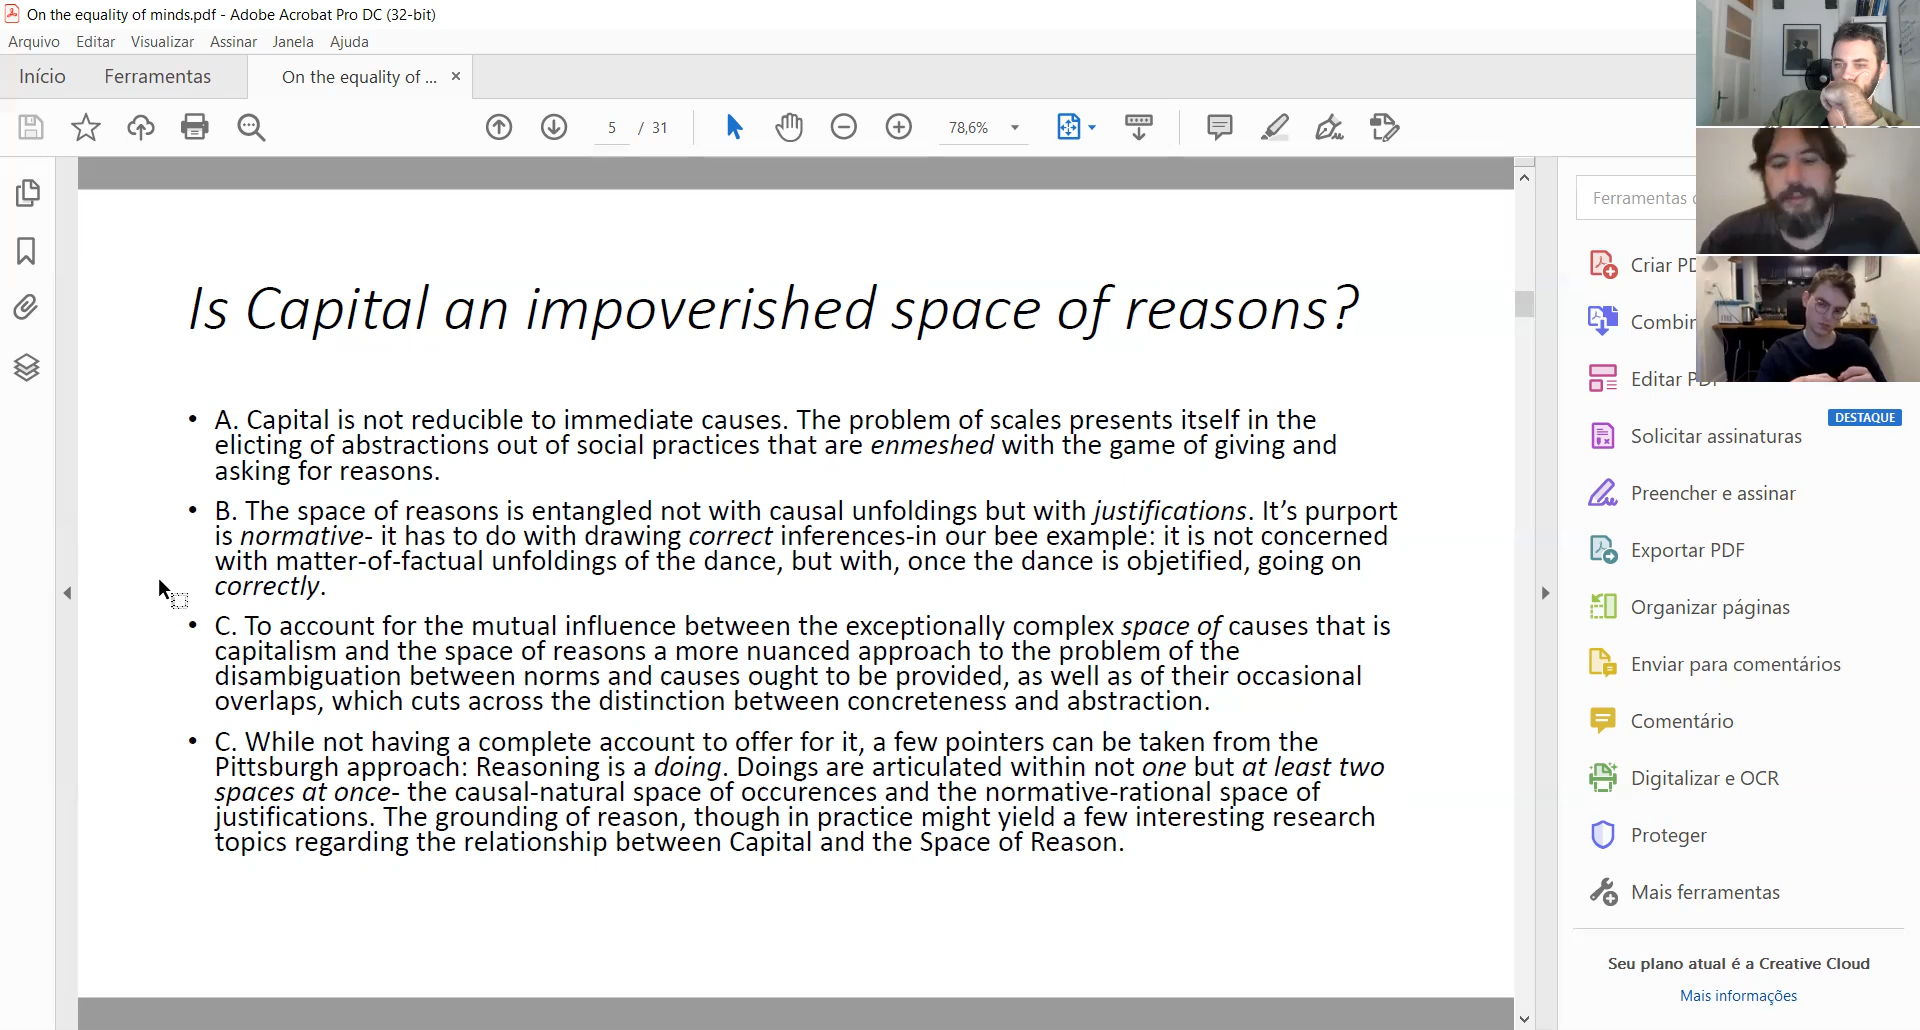 On the equality of minds.pdf - Adobe Acrobat Pro DC (32-bit)
Arquivo Editar Visualizar Assinar Janela Ajuda
Início Ferramentas On the equality of ... ×
5 / 31 78,6%
Is Capital an impoverished space of reasons?
• A. Capital is not reducible to immediate causes. The problem of scales presents itself in the
elicting of abstractions out of social practices that are enmeshed with the game of giving and
asking for reasons.
• B. The space of reasons is entangled not with causal unfoldings but with justifications. It's purport
is normative- it has to do with drawing correct inferences-in our bee example: it is not concerned
with matter-of-factual unfoldings of the dance, but with, once the dance is objetified, going on
correctly.
• C. To account for the mutual influence between the exceptionally complex space of causes that is
capitalism and the space of reasons a more nuanced approach to the problem of the
disambiguation between norms and causes ought to be provided, as well as of their occasional
overlaps, which cuts across the distinction between concreteness and abstraction.
• C. While not having a complete account to offer for it, a few pointers can be taken from the
Pittsburgh approach: Reasoning is a doing. Doings are articulated within not one but at least two
spaces at once- the causal-natural space of occurences and the normative-rational space of
justifications. The grounding of reason, though in practice might yield a few interesting research
topics regarding the relationship between Capital and the Space of Reason.
Ferramentas
Criar PD
Combin
Editar PDF
DESTAQUE
Solicitar assinaturas
Preencher e assinar
Exportar PDF
Organizar páginas
Enviar para comentários
Comentário
Digitalizar e OCR
Proteger
Mais ferramentas
Seu plano atual é a Creative Cloud
Mais informações